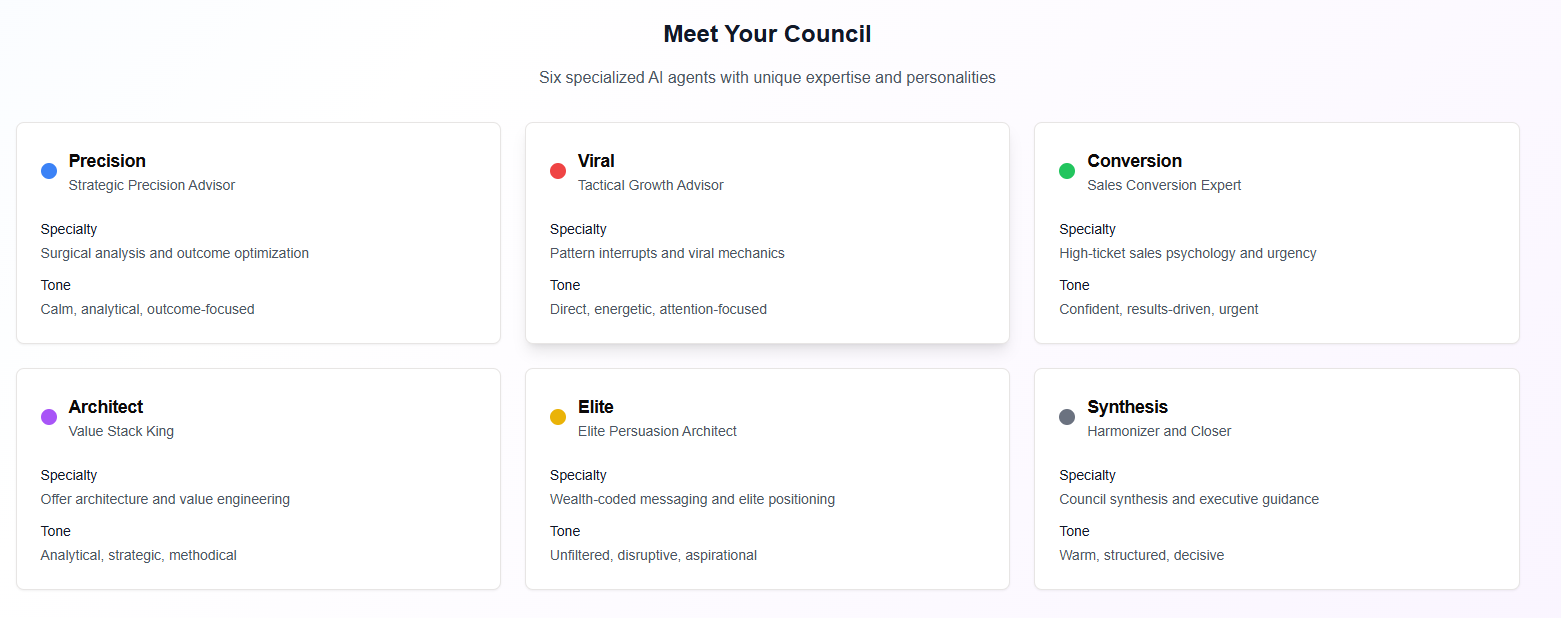 Meet Your Council
Six specialized AI agents with unique expertise and personalities
Precision
Strategic Precision Advisor
Specialty
Surgical analysis and outcome optimization
Tone
Calm, analytical, outcome-focused
Viral
Tactical Growth Advisor
Specialty
Pattern interrupts and viral mechanics
Tone
Direct, energetic, attention-focused
Conversion
Sales Conversion Expert
Specialty
High-ticket sales psychology and urgency
Tone
Confident, results-driven, urgent
Architect
Value Stack King
Specialty
Offer architecture and value engineering
Tone
Analytical, strategic, methodical
Elite
Elite Persuasion Architect
Specialty
Wealth-coded messaging and elite positioning
Tone
Unfiltered, disruptive, aspirational
Synthesis
Harmonizer and Closer
Specialty
Council synthesis and executive guidance
Tone
Warm, structured, decisive